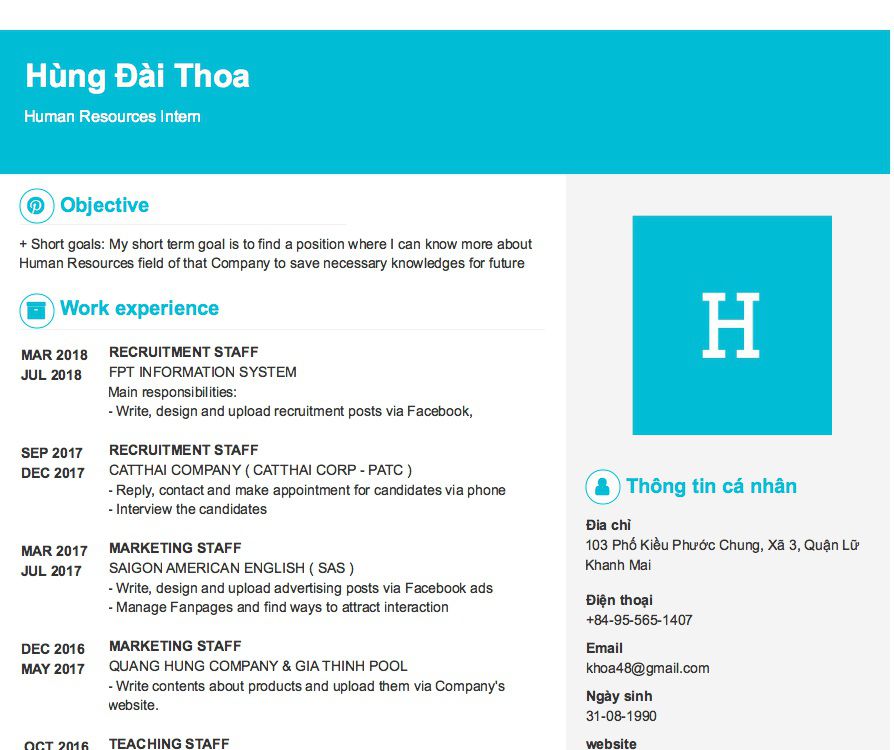 Hùng Đài Thoa
Human Resources Intern
Objective
+ Short goals: My short term goal is to find a position where I can know more about
Human Resources field of that Company to save necessary knowledges for future
Work experience
MAR 2018
JUL 2018
RECRUITMENT STAFF
FPT INFORMATION SYSTEM
Main responsibilities:
- Write, design and upload recruitment posts via Facebook,
SEP 2017
DEC 2017
RECRUITMENT STAFF
CATTHAI COMPANY ( CATTHAI CORP - PATC )
- Reply, contact and make appointment for candidates via phone
- Interview the candidates
MAR 2017
JUL 2017
MARKETING STAFF
SAIGON AMERICAN ENGLISH ( SAS )
- Write, design and upload advertising posts via Facebook ads
- Manage Fanpages and find ways to attract interaction
DEC 2016
MAY 2017
MARKETING STAFF
QUANG HUNG COMPANY & GIA THINH POOL
- Write contents about products and upload them via Company's
website.
OCT 2016
TEACHING STAFF
H
Thông tin cá nhân
Địa chỉ
103 Phố Kiều Phước Chung, Xã 3, Quận Lữ
Khanh Mai
Điện thoại
+84-95-565-1407
Email
khoa48@gmail.com
Ngày sinh
31-08-1990
website